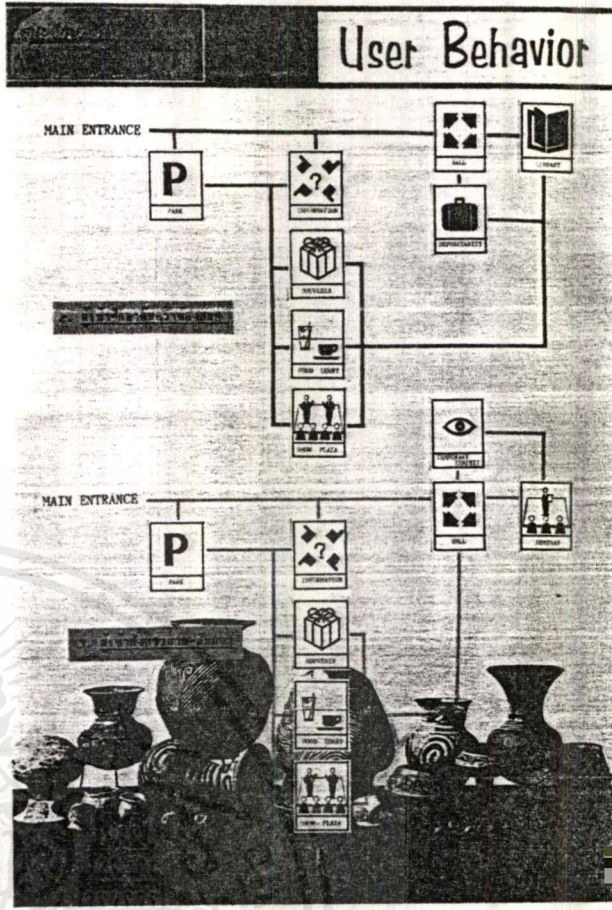 User Behavior
MAIN ENTRANCE
HALL
LIBRARY
P
PARK
?
INFORMATION
DEPOSITARITY
SOUVENIR
FOOD COURT
SHOW PLAZA
MAIN ENTRANCE
HALL
SEMINAR
P
PARK
?
INFORMATION
SOUVENIR
FOOD COURT
SHOW PLAZA